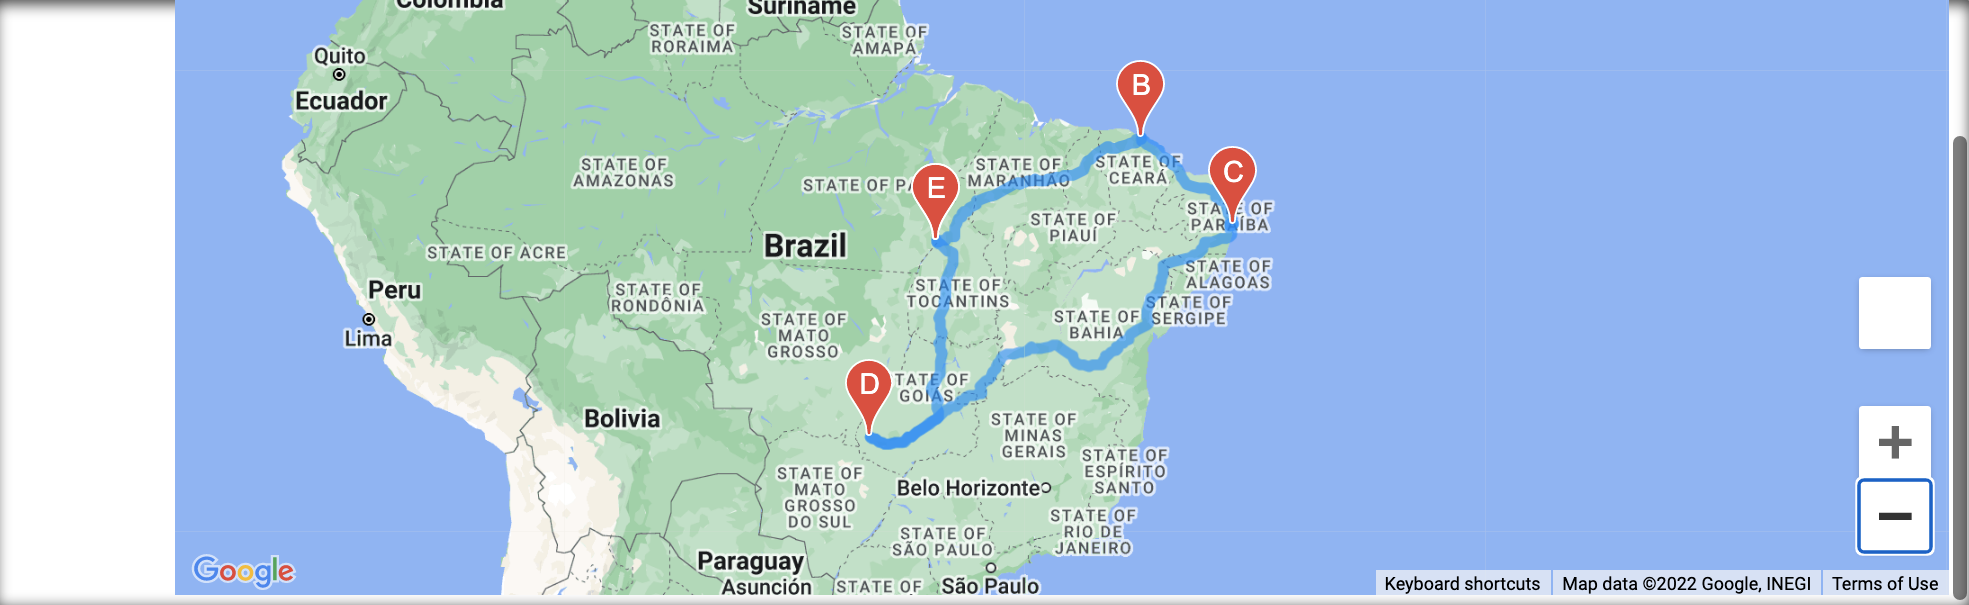 Colombia
Suriname
STATE OF
RORAIMA
STATE OF
AMAPÁ
Quito
Ecuador
B
STATE OF
AMAZONAS
STATE OF PA
E
STATE OF
MARANHÃO
STATE OF
CEARÁ
C
STATE OF
PARAÍBA
STATE OF
PIAUÍ
Brazil
STATE OF ACRE
STATE OF
ALAGOAS
Peru
STATE OF
RONDÔNIA
STATE OF
TOCANTINS
STATE OF
SERGIPE
Lima
STATE OF
MATO
GROSSO
STATE OF
BAHIA
D
STATE OF
GOIÁS
Bolivia
STATE OF
MINAS
GERAIS
STATE OF
MATO
GROSSO
DO SUL
Belo Horizonte
STATE OF
ESPÍRITO
SANTO
STATE OF
RIO DE
JANEIRO
STATE OF
SÃO PAULO
Paraguay
Asunción
STATE OF
São Paulo
Google
Keyboard shortcuts
Map data ©2022 Google, INEGI
Terms of Use